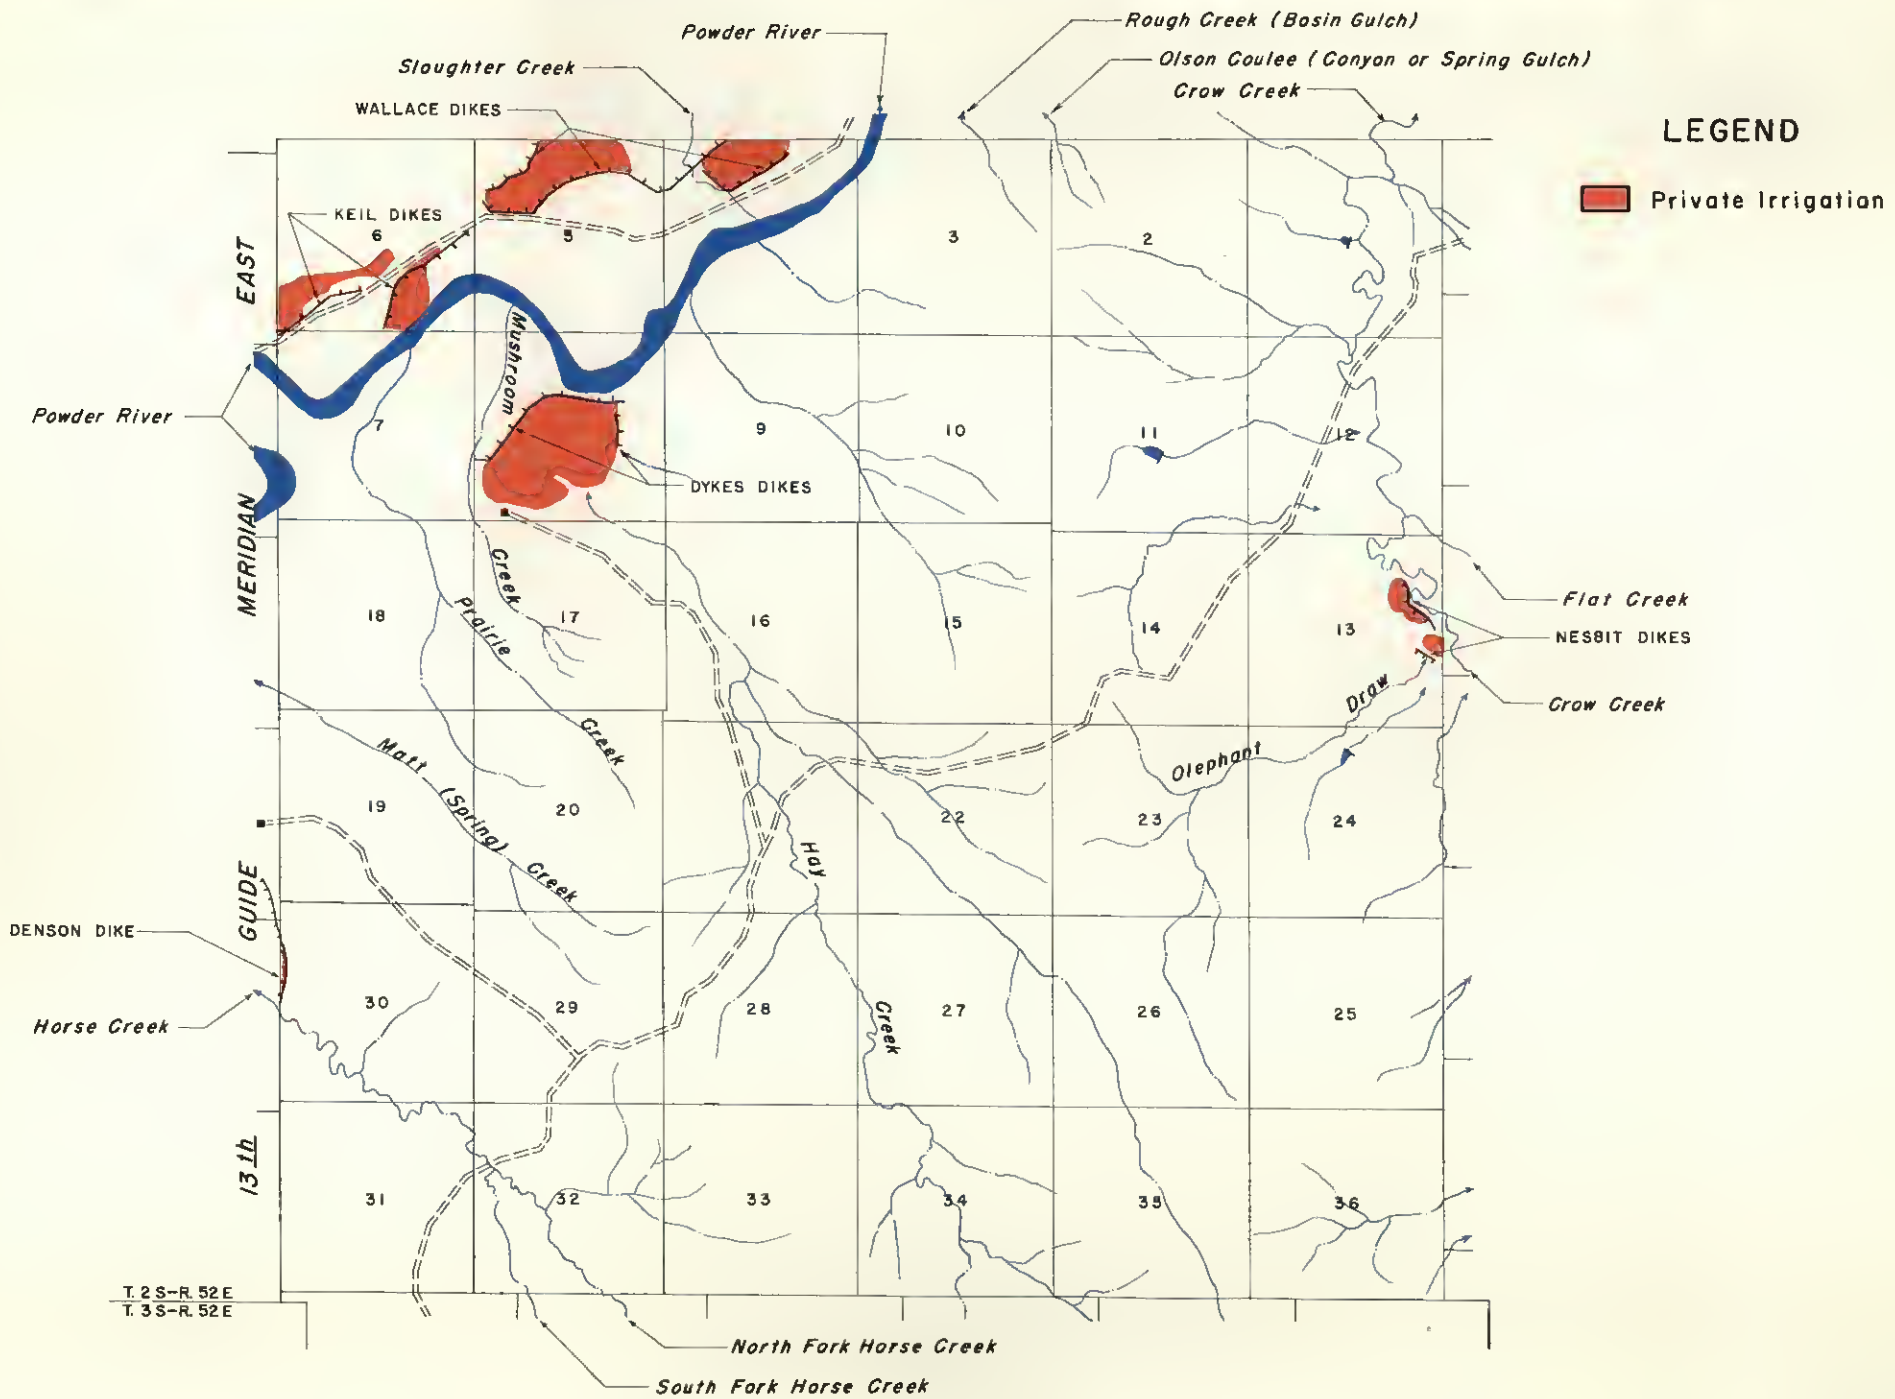 Rough Creek (Basin Gulch)
Powder River
Olson Coulee (Canyon or Spring Gulch)
Slaughter Creek
Crow Creek
WALLACE DIKES
LEGEND
Private Irrigation
KEIL DIKES
6
5
3
2
EAST
Mushroom
Powder River
7
9
10
11
12
DYKES DIKES
MERIDIAN
Creek
Flat Creek
Prairie
18
17
16
15
14
13
NESBIT DIKES
Draw
Crow Creek
Creek
Matt
(Spring)
Creek
Olephant
19
20
22
23
24
Hay
GUIDE
DENSON DIKE
30
29
28
27
26
25
Creek
Horse Creek
13th
31
32
33
34
35
36
T. 2 S-R. 52 E
T. 3 S-R. 52 E
North Fork Horse Creek
South Fork Horse Creek